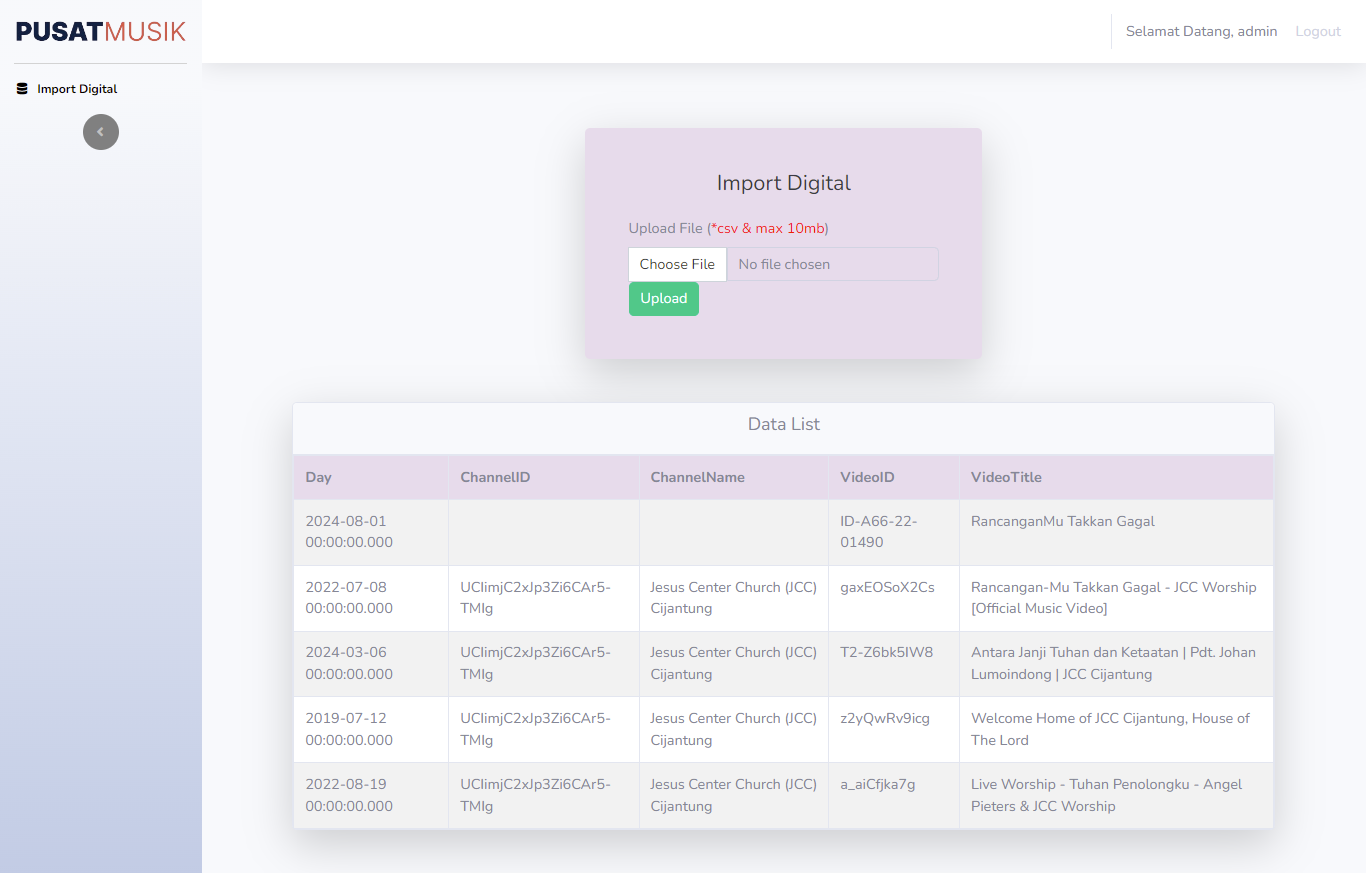 PUSATMUSIK
Selamat Datang, admin Logout
Import Digital
Import Digital
Upload File (*csv & max 10mb)
Choose File No file chosen
Upload
Data List
Day ChannelID ChannelName VideoID VideoTitle
2024-08-01 ID-A66-22- RancanganMu Takkan Gagal
00:00:00.000 01490
2022-07-08 UCIimjC2xJp3Zi6CAr5- Jesus Center Church (JCC) gaxEOSoX2Cs Rancangan-Mu Takkan Gagal - JCC Worship
00:00:00.000 TMIg Cijantung [Official Music Video]
2024-03-06 UCIimjC2xJp3Zi6CAr5- Jesus Center Church (JCC) T2-Z6bk5IW8 Antara Janji Tuhan dan Ketaatan | Pdt. Johan
00:00:00.000 TMIg Cijantung Lumoindong | JCC Cijantung
2019-07-12 UCIimjC2xJp3Zi6CAr5- Jesus Center Church (JCC) z2yQwRv9icg Welcome Home of JCC Cijantung, House of
00:00:00.000 TMIg Cijantung The Lord
2022-08-19 UCIimjC2xJp3Zi6CAr5- Jesus Center Church (JCC) a_aiCfjka7g Live Worship - Tuhan Penolongku - Angel
00:00:00.000 TMIg Cijantung Pieters & JCC Worship